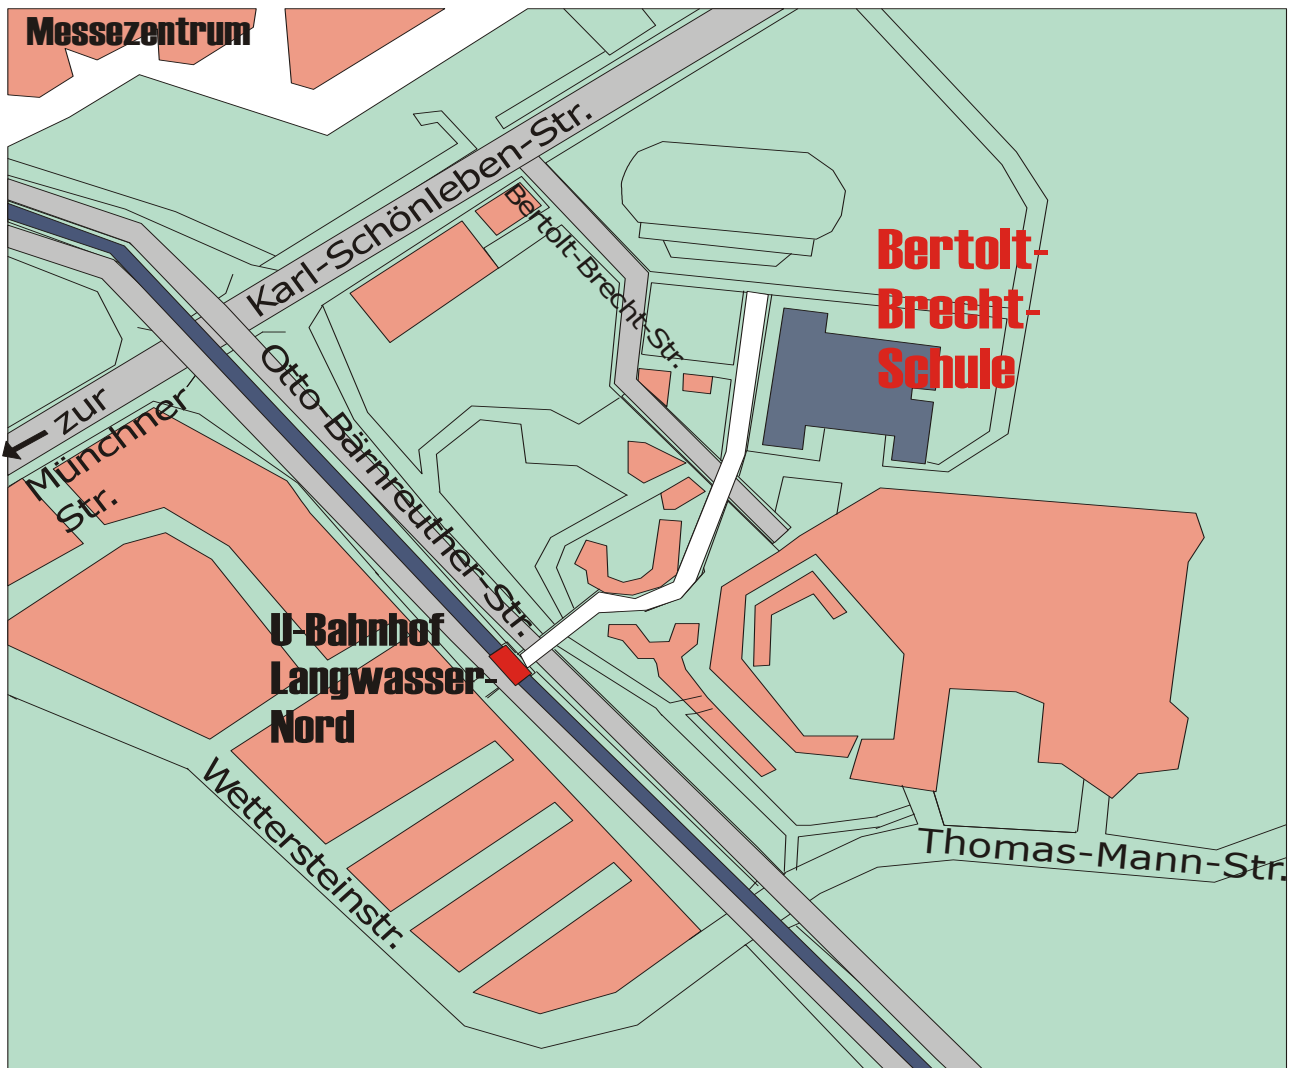 Messezentrum
Karl-Schönleben-Str.
Bertolt-Brecht-Str.
Bertolt-
Brecht-
Schule
Otto-Bärnreuther-Str.
zur
Münchner
Str.
U-Bahnhof
Langwasser-
Nord
Wettersteinstr.
Thomas-Mann-Str.